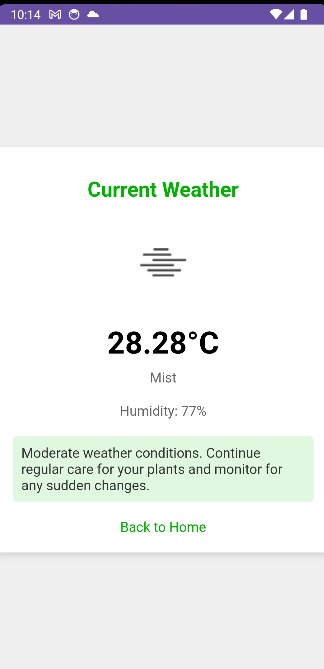 10:14
Current Weather
28.28°C
Mist
Humidity: 77%
Moderate weather conditions. Continue
regular care for your plants and monitor for
any sudden changes.
Back to Home